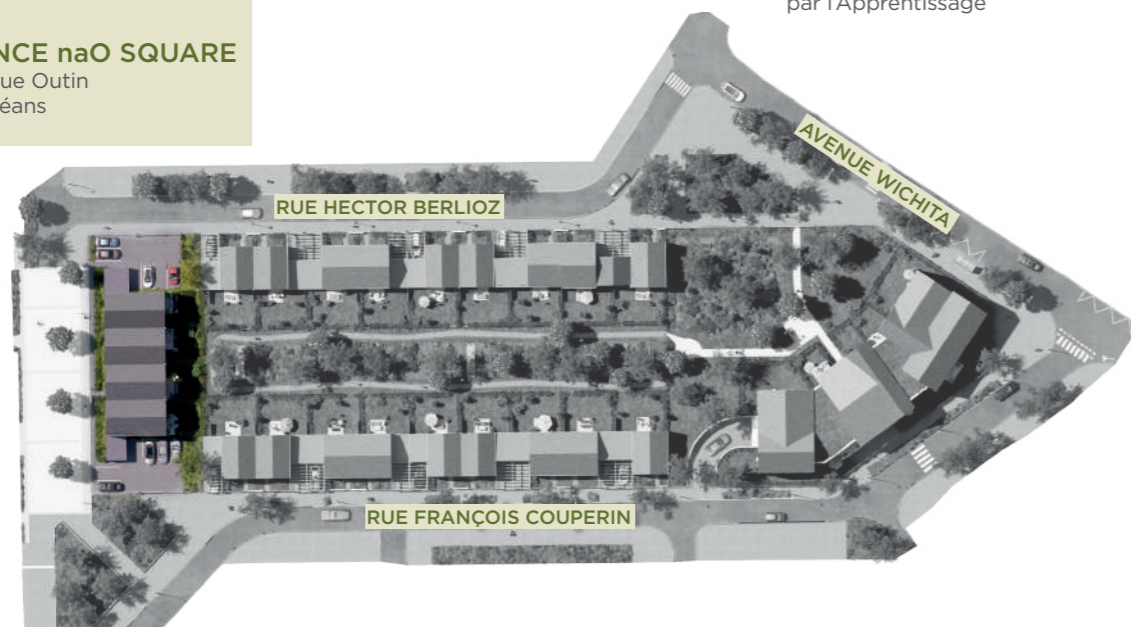 par l'Apprentissage
NCE naO SQUARE
ue Outin
éans
AVENUE WICHITA
RUE HECTOR BERLIOZ
RUE FRANÇOIS COUPERIN